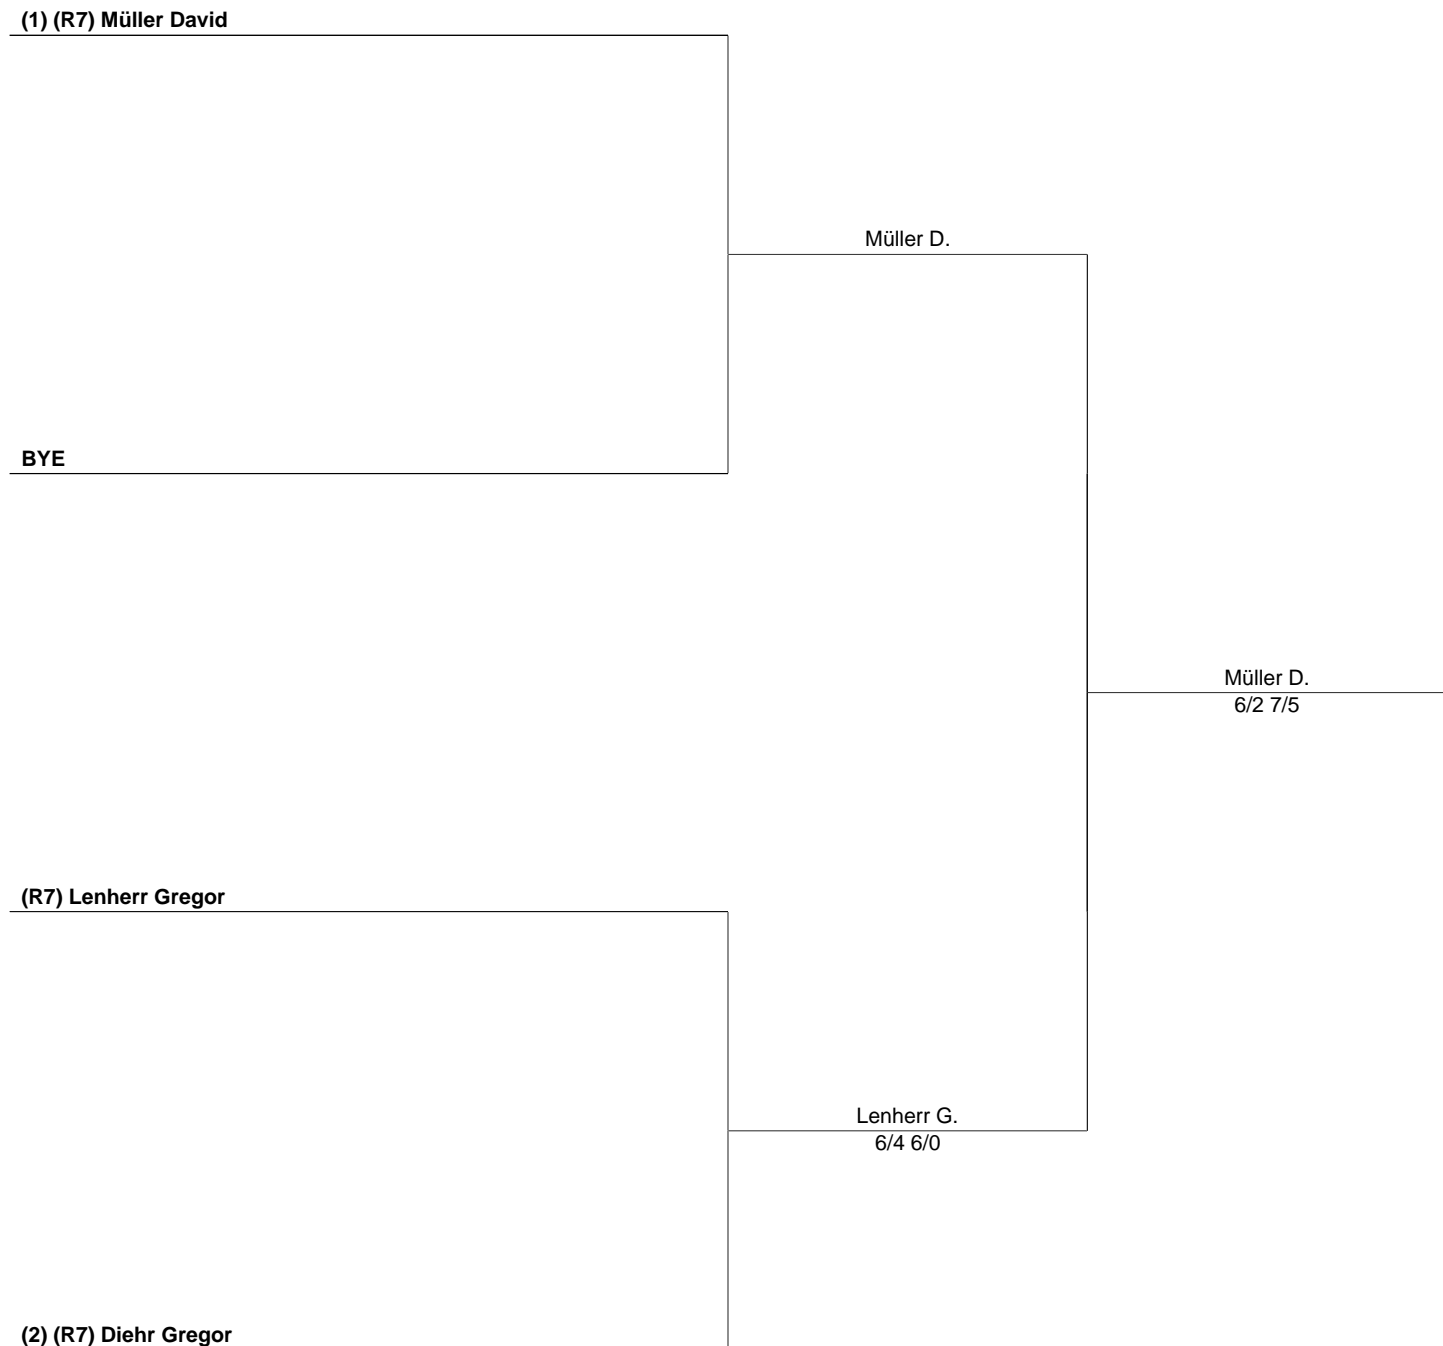 (1) (R7) Müller David
Müller D.
BYE
Müller D.
6/2 7/5
(R7) Lenherr Gregor
Lenherr G.
6/4 6/0
(2) (R7) Diehr Gregor